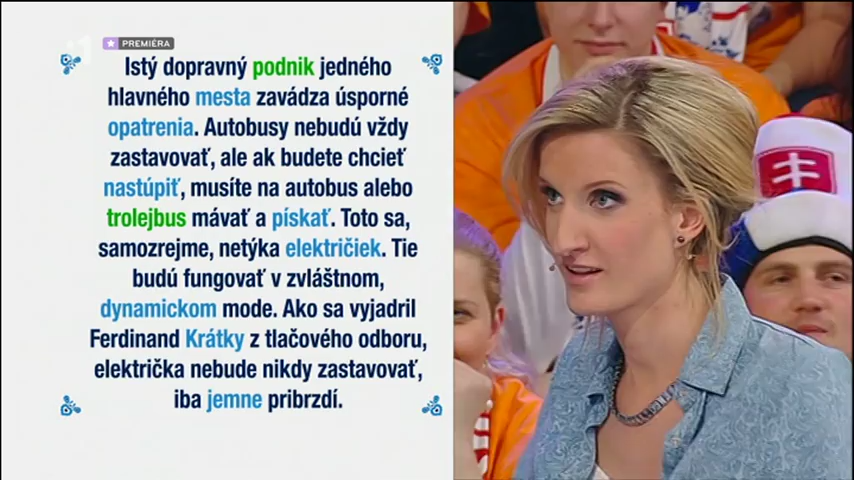 PREMIÉRA
Istý dopravný podnik jedného
hlavného mesta zavádza úsporné
opatrenia. Autobusy nebudú vždy
zastavovať, ale ak budete chcieť
nastúpiť, musíte na autobus alebo
trolejbus mávať a pískať. Toto sa,
samozrejme, netýka električiek. Tie
budú fungovať v zvláštnom,
dynamickom mode. Ako sa vyjadril
Ferdinand Krátky z tlačového odboru,
električka nebude nikdy zastavovať,
iba jemne pribrzdí.